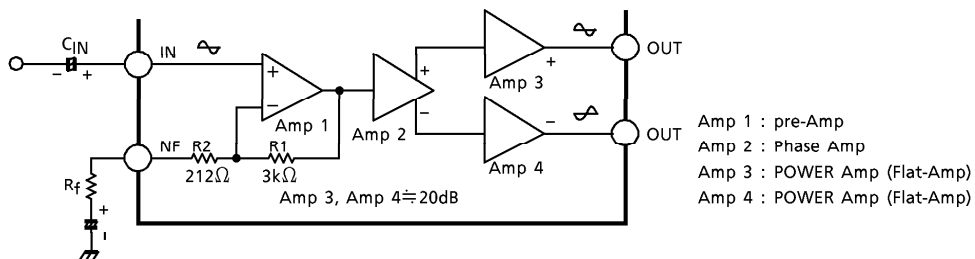 C_IN
IN
OUT
+
+
−
+
+
−
Amp 3
−
+
−
Amp 1
Amp 2
OUT
NF
R2
R1
Amp 4
212Ω
3kΩ
R_f
Amp 3, Amp 4≒20dB
+
Amp 1 : pre-Amp
Amp 2 : Phase Amp
Amp 3 : POWER Amp (Flat-Amp)
Amp 4 : POWER Amp (Flat-Amp)